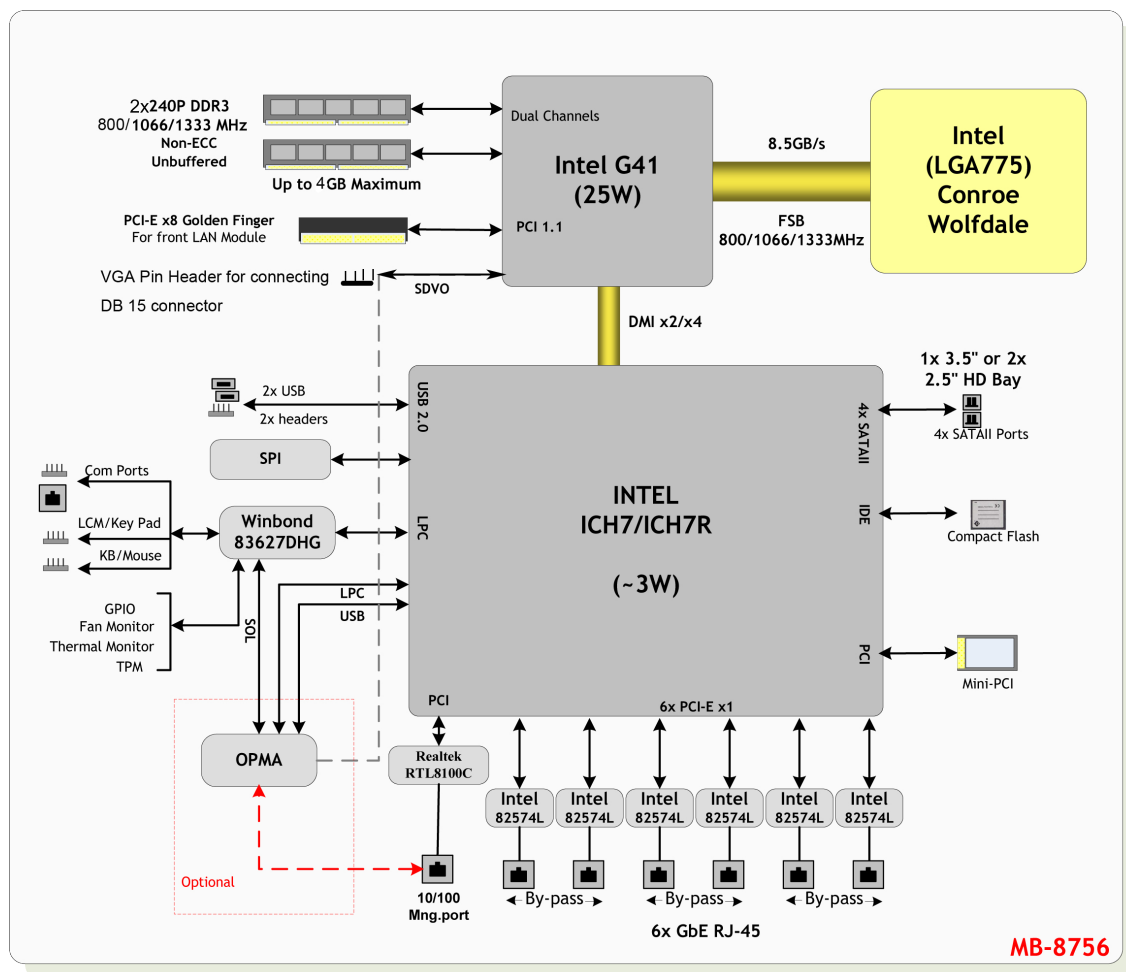 2x240P DDR3
800/1066/1333 MHz
Non-ECC
Unbuffered
Up to 4GB Maximum
PCI-E x8 Golden Finger
For front LAN Module
VGA Pin Header for connecting
DB 15 connector
SDVO
Dual Channels
Intel G41
(25W)
PCI 1.1
8.5GB/s
FSB
800/1066/1333MHz
Intel
(LGA775)
Conroe
Wolfdale
DMI x2/x4
2x USB
2x headers
USB 2.0
SPI
Com Ports
LCM/Key Pad
KB/Mouse
Winbond
83627DHG
LPC
INTEL
ICH7/ICH7R
(~3W)
4x SATAII
1x 3.5" or 2x
2.5" HD Bay
4x SATAII Ports
IDE
Compact Flash
PCI
Mini-PCI
LPC
USB
SOL
GPIO
Fan Monitor
Thermal Monitor
TPM
OPMA
Optional
PCI
6x PCI-E x1
Realtek
RTL8100C
10/100
Mng.port
Intel
82574L
Intel
82574L
Intel
82574L
Intel
82574L
Intel
82574L
Intel
82574L
By-pass
By-pass
By-pass
6x GbE RJ-45
MB-8756